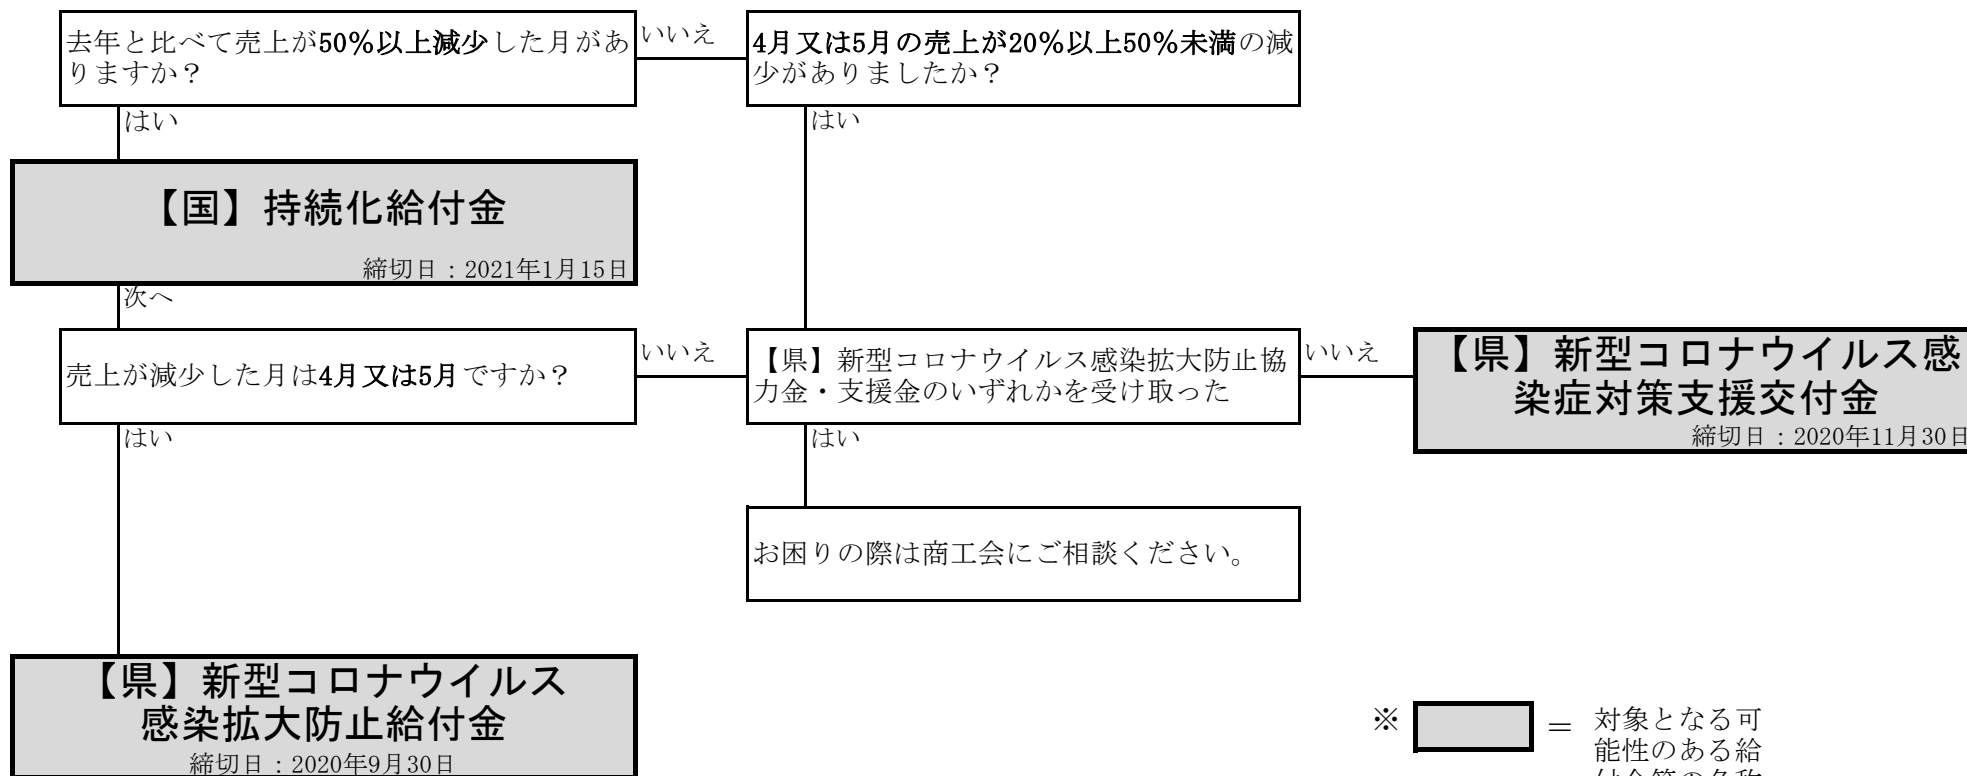 去年と比べて売上が50%以上減少した月があ
りますか？
いいえ
4月又は5月の売上が20%以上50%未満の減
少がありましたか？
はい
はい
【国】持続化給付金
締切日：2021年1月15日
次へ
売上が減少した月は4月又は5月ですか？
いいえ
【県】新型コロナウイルス感染拡大防止協
力金・支援金のいずれかを受け取った
いいえ
【県】新型コロナウイルス感
染症対策支援交付金
締切日：2020年11月30日
はい
はい
お困りの際は商工会にご相談ください。
【県】新型コロナウイルス
感染拡大防止給付金
締切日：2020年9月30日
※ ＝ 対象となる可
能性のある給
付金等の名称